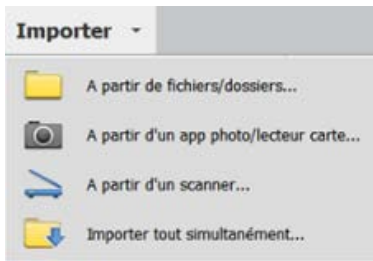 Importer
A partir de fichiers/dossiers...
A partir d'un app photo/lecteur carte...
A partir d'un scanner...
Importer tout simultanément...